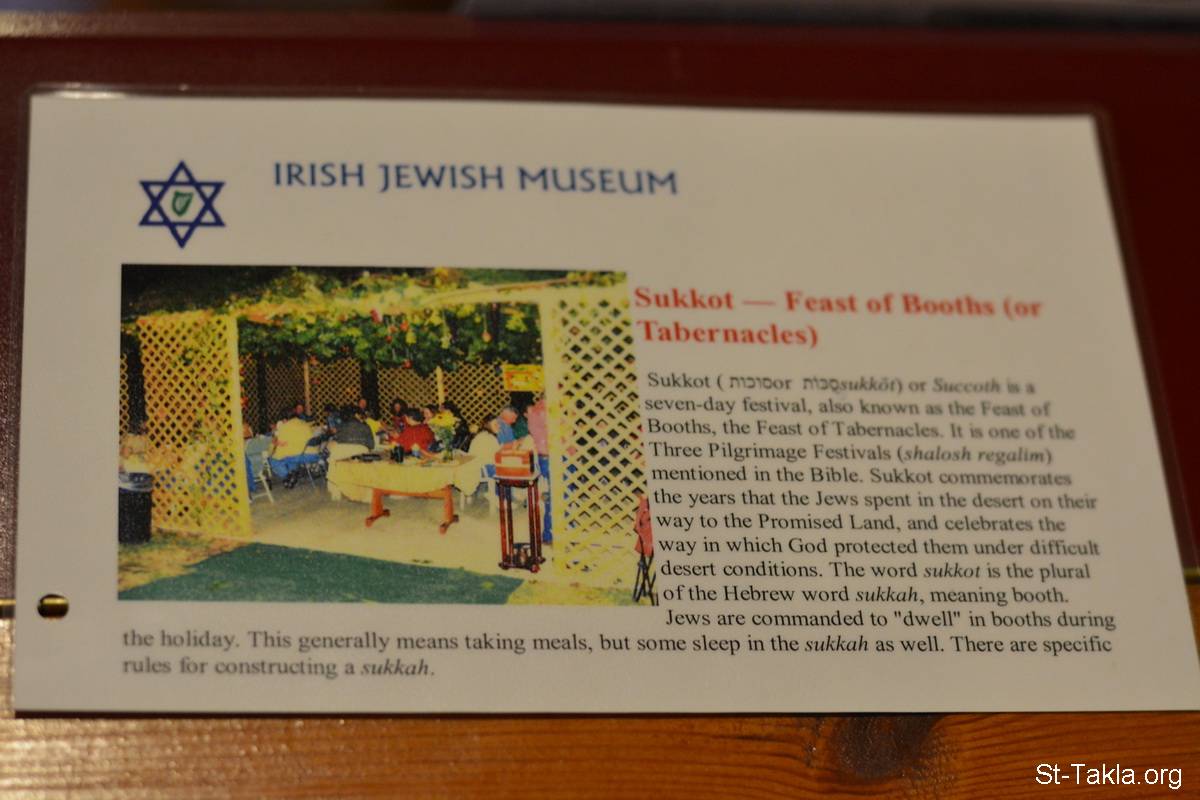 IRISH JEWISH MUSEUM
Sukkot — Feast of Booths (or
Tabernacles)
Sukkot ( סוכותor סֻכּוֹתsukkōt) or Succoth is a
seven-day festival, also known as the Feast of
Booths, the Feast of Tabernacles. It is one of the
Three Pilgrimage Festivals (shalosh regalim)
mentioned in the Bible. Sukkot commemorates
the years that the Jews spent in the desert on their
way to the Promised Land, and celebrates the
way in which God protected them under difficult
desert conditions. The word sukkot is the plural
of the Hebrew word sukkah, meaning booth.
Jews are commanded to "dwell" in booths during
the holiday. This generally means taking meals, but some sleep in the sukkah as well. There are specific
rules for constructing a sukkah.
St-Takla.org